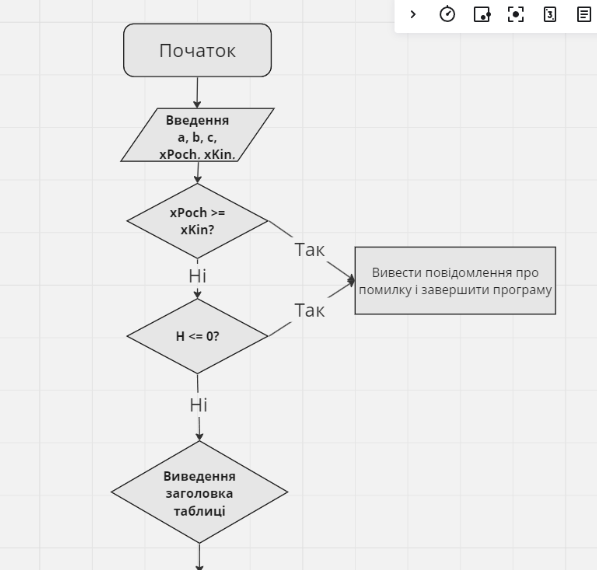 Початок
Введення
a, b, c,
xPoch. xKin.
xPoch >=
xKin?
Так
Вивести повідомлення про
помилку і завершити програму
Ні
Так
H <= 0?
Ні
Виведення
заголовка
таблиці